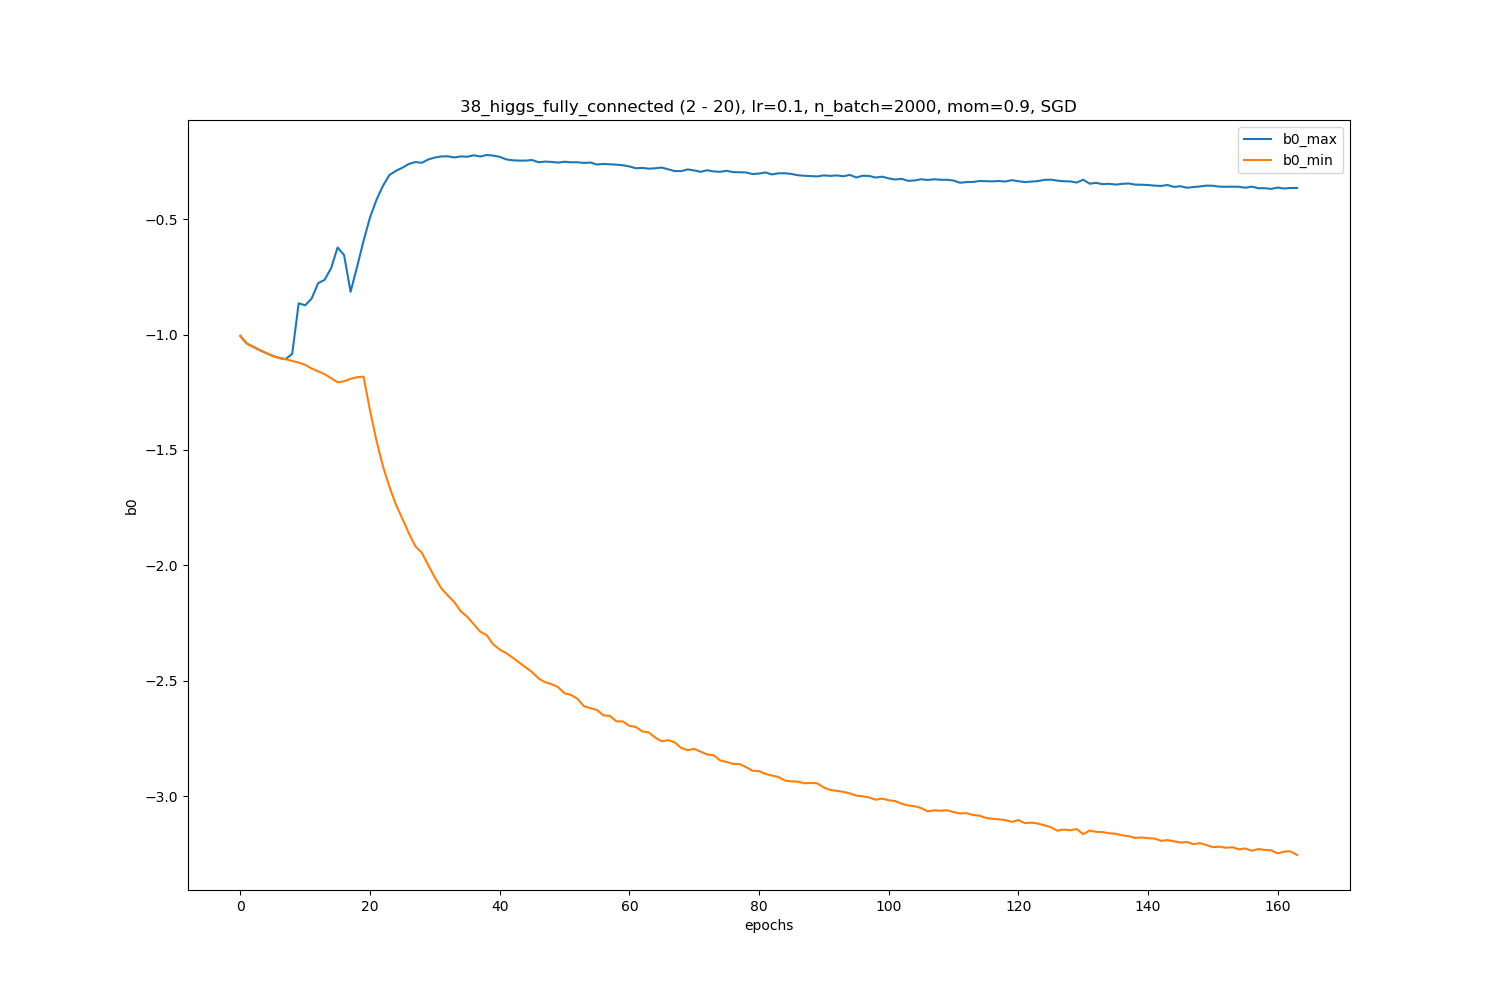 38_higgs_fully_connected (2 - 20), lr=0.1, n_batch=2000, mom=0.9, SGD
b0_max
b0_min
−0.5
−1.0
−1.5
−2.0
−2.5
−3.0
b0
0 20 40 60 80 100 120 140 160
epochs